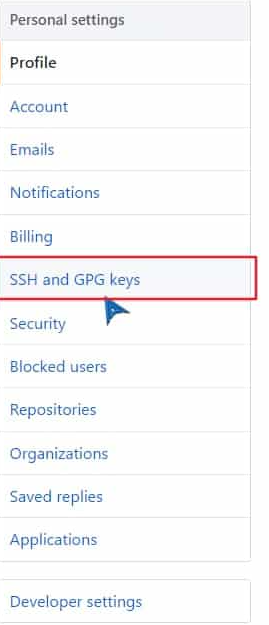 Personal settings
Profile
Account
Emails
Notifications
Billing
SSH and GPG keys
Security
Blocked users
Repositories
Organizations
Saved replies
Applications
Developer settings